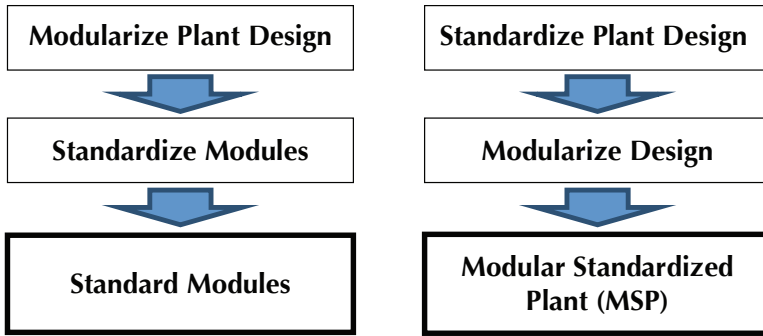 Modularize Plant Design
Standardize Modules
Standard Modules
Standardize Plant Design
Modularize Design
Modular Standardized
Plant (MSP)